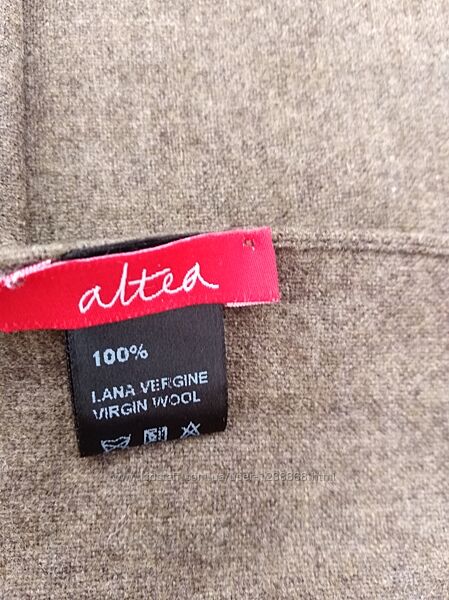 altea
100%
LANA VERGINE
VIRGIN WOOL